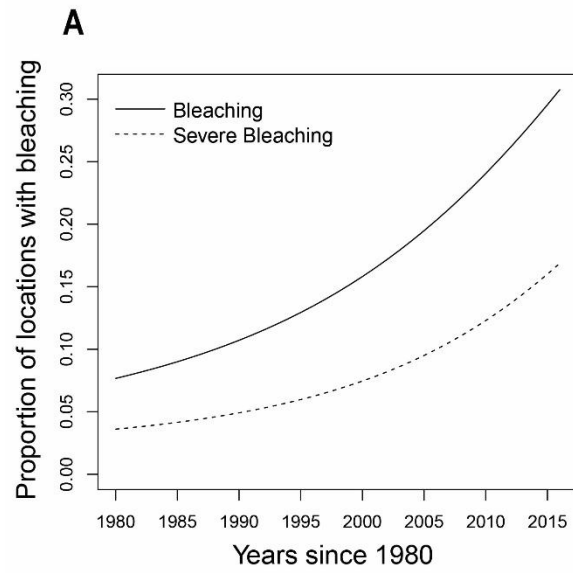 A
Proportion of locations with bleaching
0.30
0.25
0.20
0.15
0.10
0.05
0.00
Bleaching
Severe Bleaching
1980 1985 1990 1995 2000 2005 2010 2015
Years since 1980